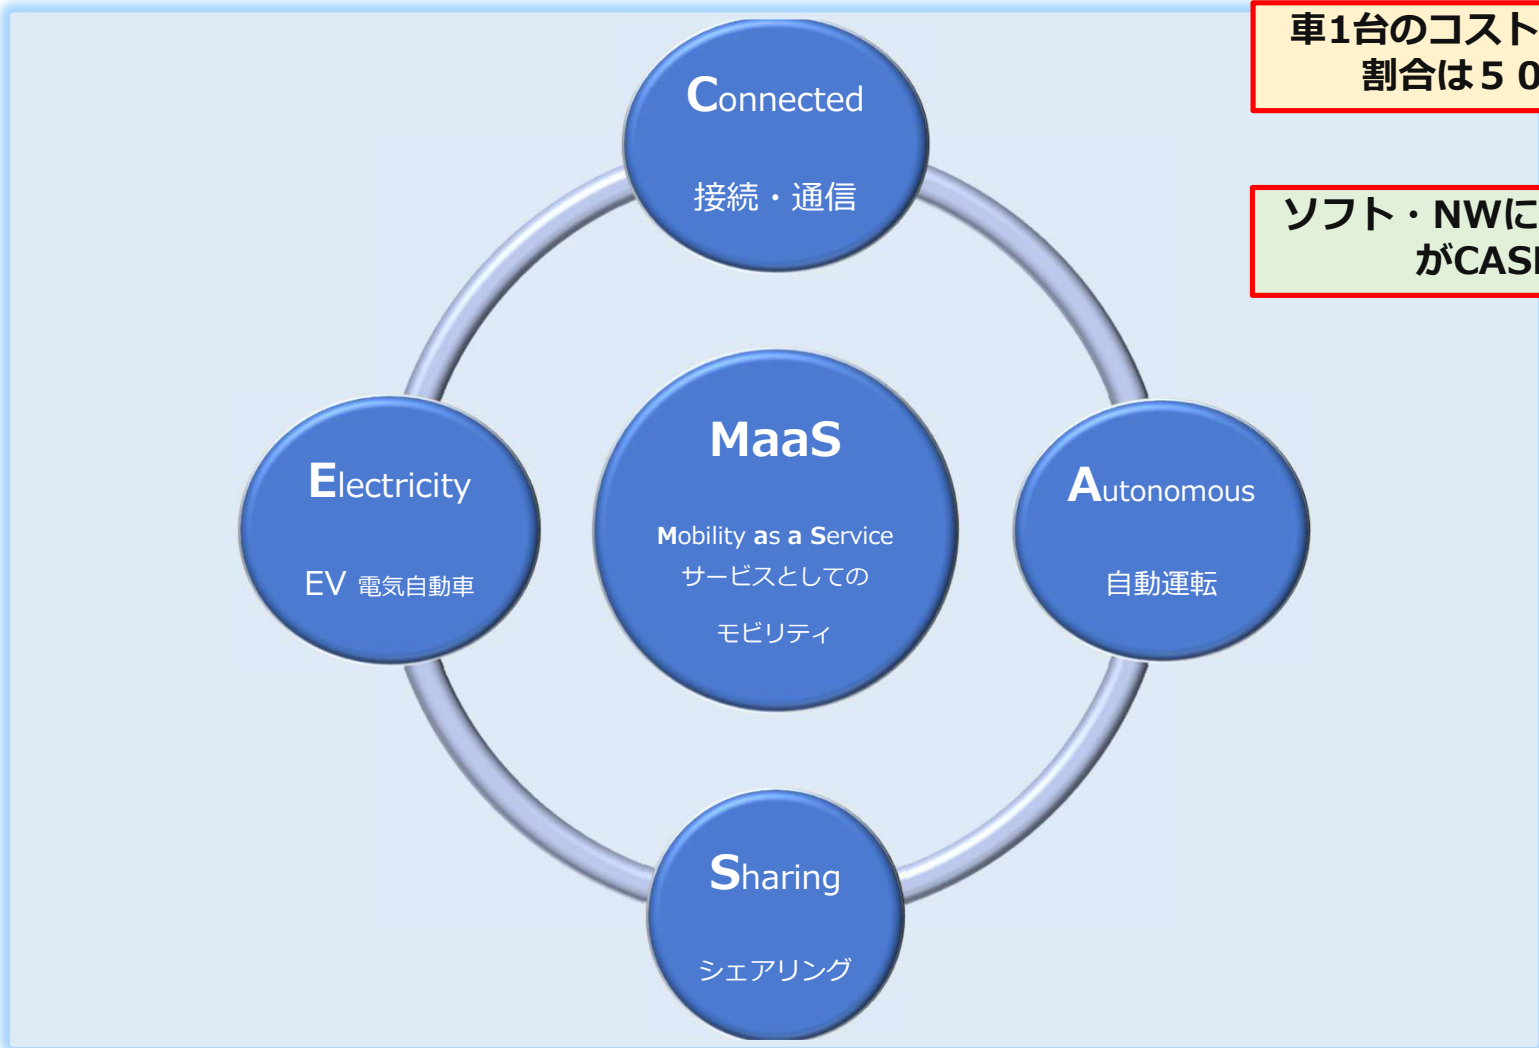 車1台のコスト
割合は５０
ソフト・NWに
がCAS
Connected
接続・通信
Electricity
EV 電気自動車
MaaS
Mobility as a Service
サービスとしての
モビリティ
Autonomous
自動運転
Sharing
シェアリング